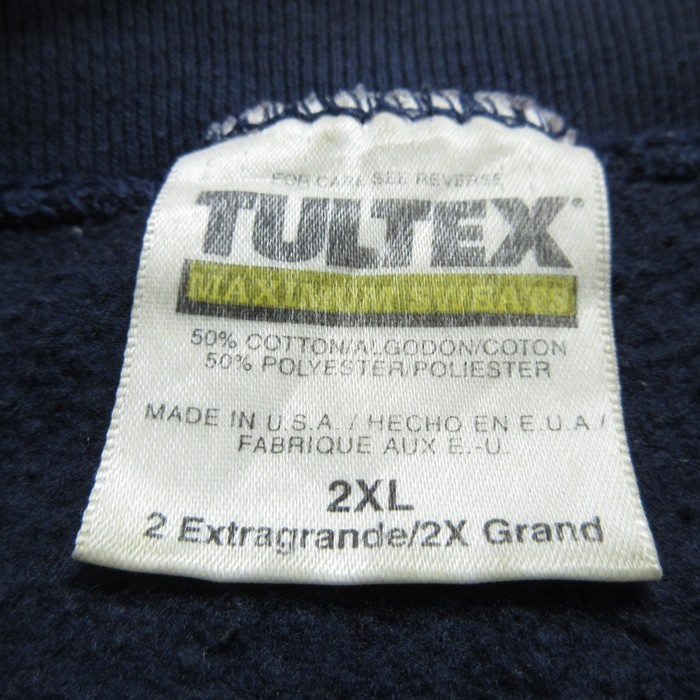 FOR CARE SEE REVERSE
TULTEX
MAXIMUM SWEATS
50% COTTON/ALGODON/COTON
50% POLYESTER/POLIESTER
MADE IN U.S.A. / HECHO EN E.U.A./
FABRIQUE AUX E.-U.
2XL
2 Extragrande/2X Grand